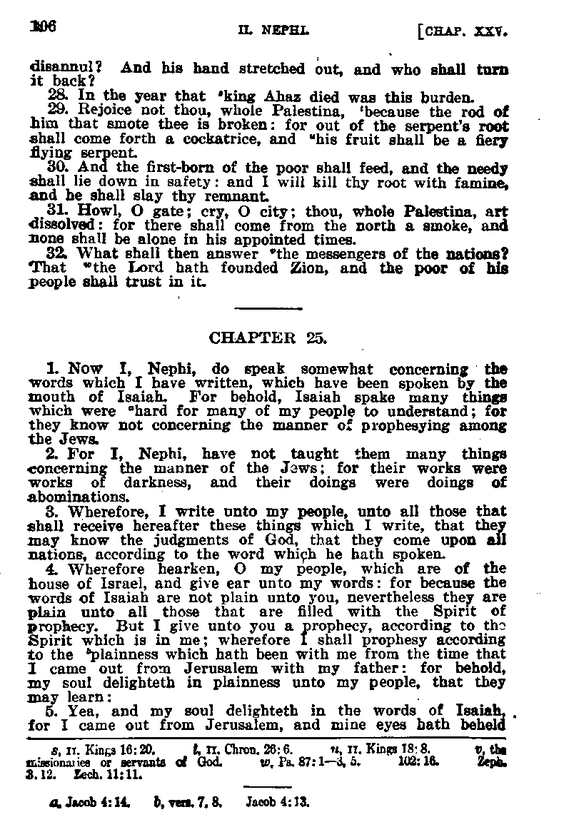 106 II. NEPHI. [CHAP. XXV.
disannul? And his hand stretched out, and who shall turn
it back?
28. In the year that ˢking Ahaz died was this burden.
29. Rejoice not thou, whole Palestina, ᵗbecause the rod of
him that smote thee is broken: for out of the serpent's root
shall come forth a cockatrice, and ᵘhis fruit shall be a fiery
flying serpent.
30. And the first-born of the poor shall feed, and the needy
shall lie down in safety: and I will kill thy root with famine,
and he shall slay thy remnant.
31. Howl, O gate; cry, O city; thou, whole Palestina, art
dissolved: for there shall come from the north a smoke, and
none shall be alone in his appointed times.
32. What shall then answer ᵛthe messengers of the nations?
That ʷthe Lord hath founded Zion, and the poor of his
people shall trust in it.
CHAPTER 25.
1. Now I, Nephi, do speak somewhat concerning the
words which I have written, which have been spoken by the
mouth of Isaiah. For behold, Isaiah spake many things
which were ᵃhard for many of my people to understand; for
they know not concerning the manner of prophesying among
the Jews.
2. For I, Nephi, have not taught them many things
concerning the manner of the Jews; for their works were
works of darkness, and their doings were doings of
abominations.
3. Wherefore, I write unto my people, unto all those that
shall receive hereafter these things which I write, that they
may know the judgments of God, that they come upon all
nations, according to the word which he hath spoken.
4. Wherefore hearken, O my people, which are of the
house of Israel, and give ear unto my words: for because the
words of Isaiah are not plain unto you, nevertheless they are
plain unto all those that are filled with the Spirit of
prophecy. But I give unto you a prophecy, according to the
Spirit which is in me; wherefore I shall prophesy according
to the ᵇplainness which hath been with me from the time that
I came out from Jerusalem with my father: for behold,
my soul delighteth in plainness unto my people, that they
may learn:
5. Yea, and my soul delighteth in the words of Isaiah,
for I came out from Jerusalem, and mine eyes hath beheld
s, II. Kings 16:20. t, II. Chron. 26:6. u, II. Kings 18:8. v, the
missionaries or servants of God. w, Ps. 87:1—3, 5. 102:16. Zeph.
3.12. Zech. 11:11.
a, Jacob 4:14. b, vers. 7, 8. Jacob 4:13.